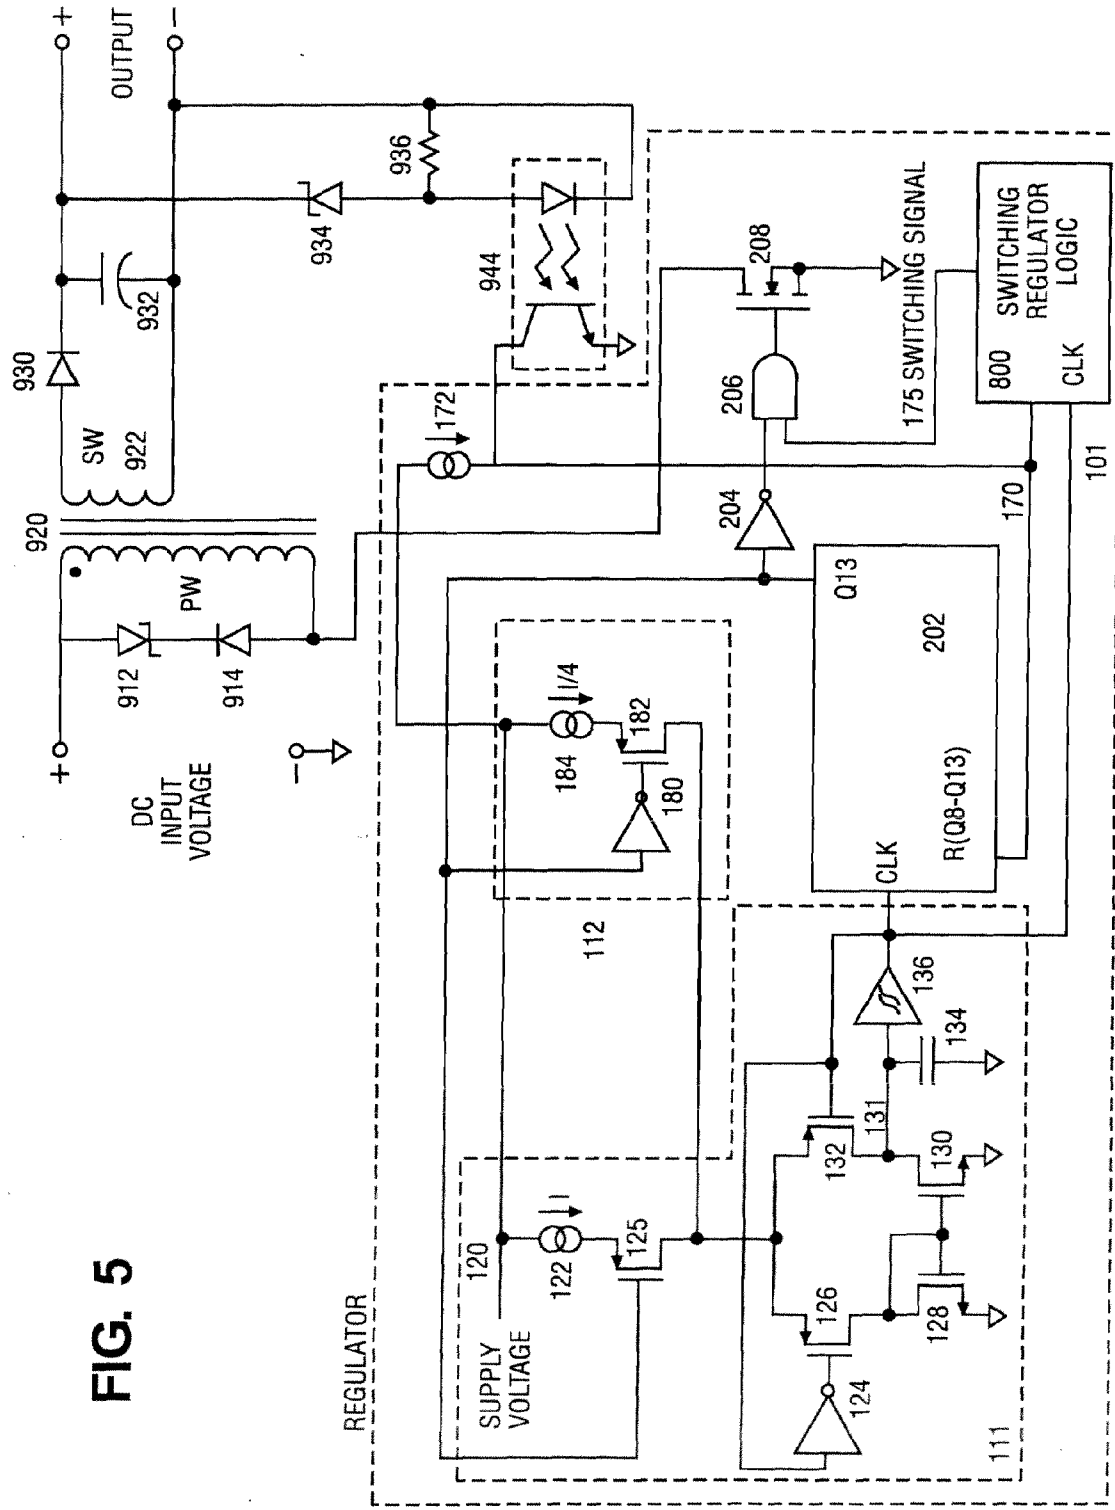 FIG. 5
+
DC
INPUT
VOLTAGE
−
912
914
PW
920
SW
922
930
932
OUTPUT
+
−
934
936
944
REGULATOR
SUPPLY
VOLTAGE
120
122
I
125
124
126
128
130
131
132
134
136
111
112
180
182
184
I/4
172
CLK
202
Q13
R(Q8-Q13)
204
206
208
170
101
175 SWITCHING SIGNAL
800
SWITCHING
REGULATOR
LOGIC
CLK